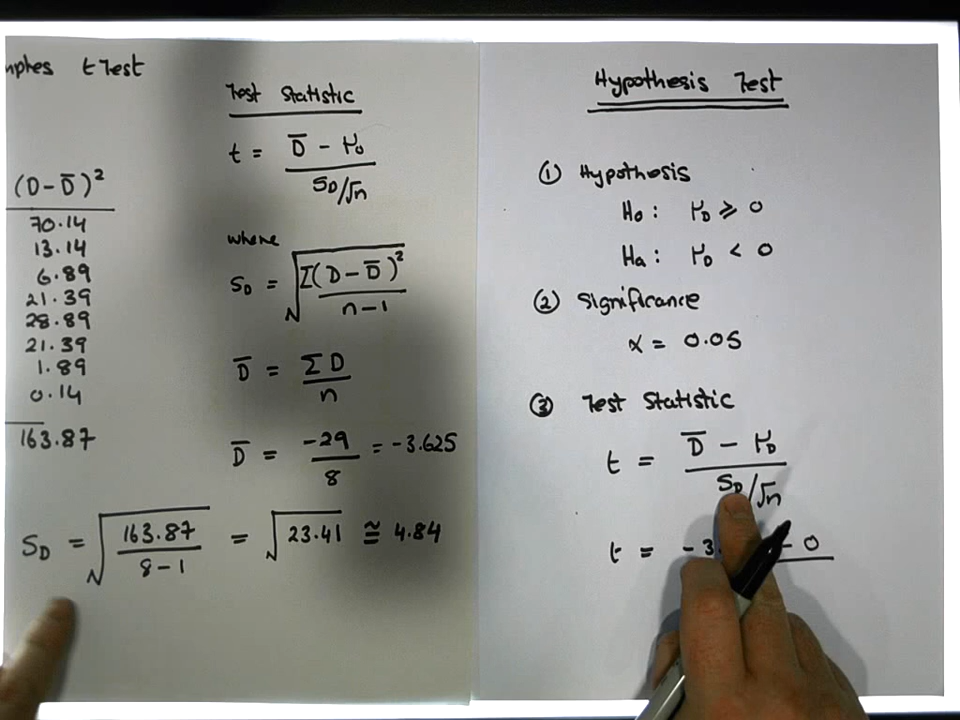 t Test
(D - D̄)²
70.14
13.14
6.89
21.39
28.89
21.39
1.89
0.14
163.87
Test Statistic
t = (D̄ - μ₀) / (S_D/√n)
where
S_D = √(Σ(D - D̄)² / (n - 1))
D̄ = ΣD / n
D̄ = -29 / 8 = -3.625
S_D = √(163.87 / (8 - 1)) = √23.41 ≅ 4.84
Hypothesis Test
① Hypothesis
Ho : μ_D ⩾ 0
Ha : μ_D < 0
② Significance
α = 0.05
③ Test Statistic
t = (D̄ - μ_D) / (S_D/√n)
t = -3. - 0